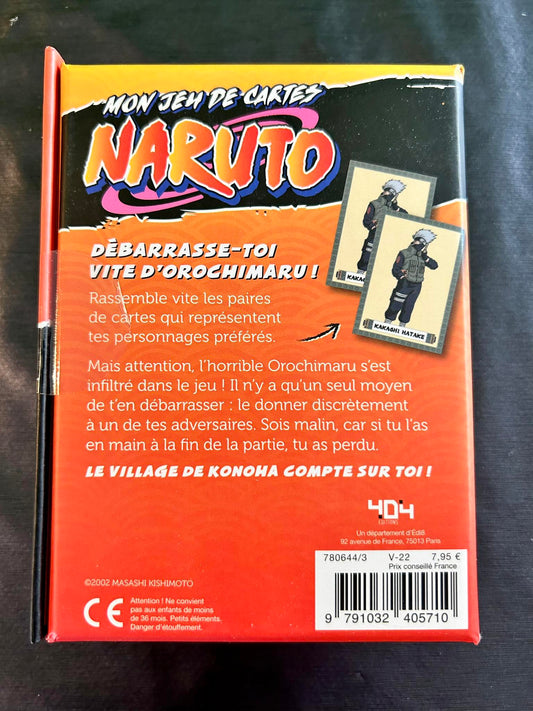 MON JEU DE CARTES
NARUTO
DÉBARRASSE-TOI
VITE D'OROCHIMARU !
Rassemble vite les paires
de cartes qui représentent
tes personnages préférés.
KAKASHI HATAKE
Mais attention, l'horrible Orochimaru s'est
infiltré dans le jeu ! Il n'y a qu'un seul moyen
de t'en débarrasser : le donner discrètement
à un de tes adversaires. Sois malin, car si tu l'as
en main à la fin de la partie, tu as perdu.
LE VILLAGE DE KONOHA COMPTE SUR TOI !
404
ÉDITIONS
Un département d'Édi8
92 avenue de France, 75013 Paris
780644/3 V-22 7,95 €
Prix conseillé France
©2002 MASASHI KISHIMOTO
CE
Attention ! Ne convient
pas aux enfants de moins
de 36 mois. Petits éléments.
Danger d'étouffement.
9 791032 405710